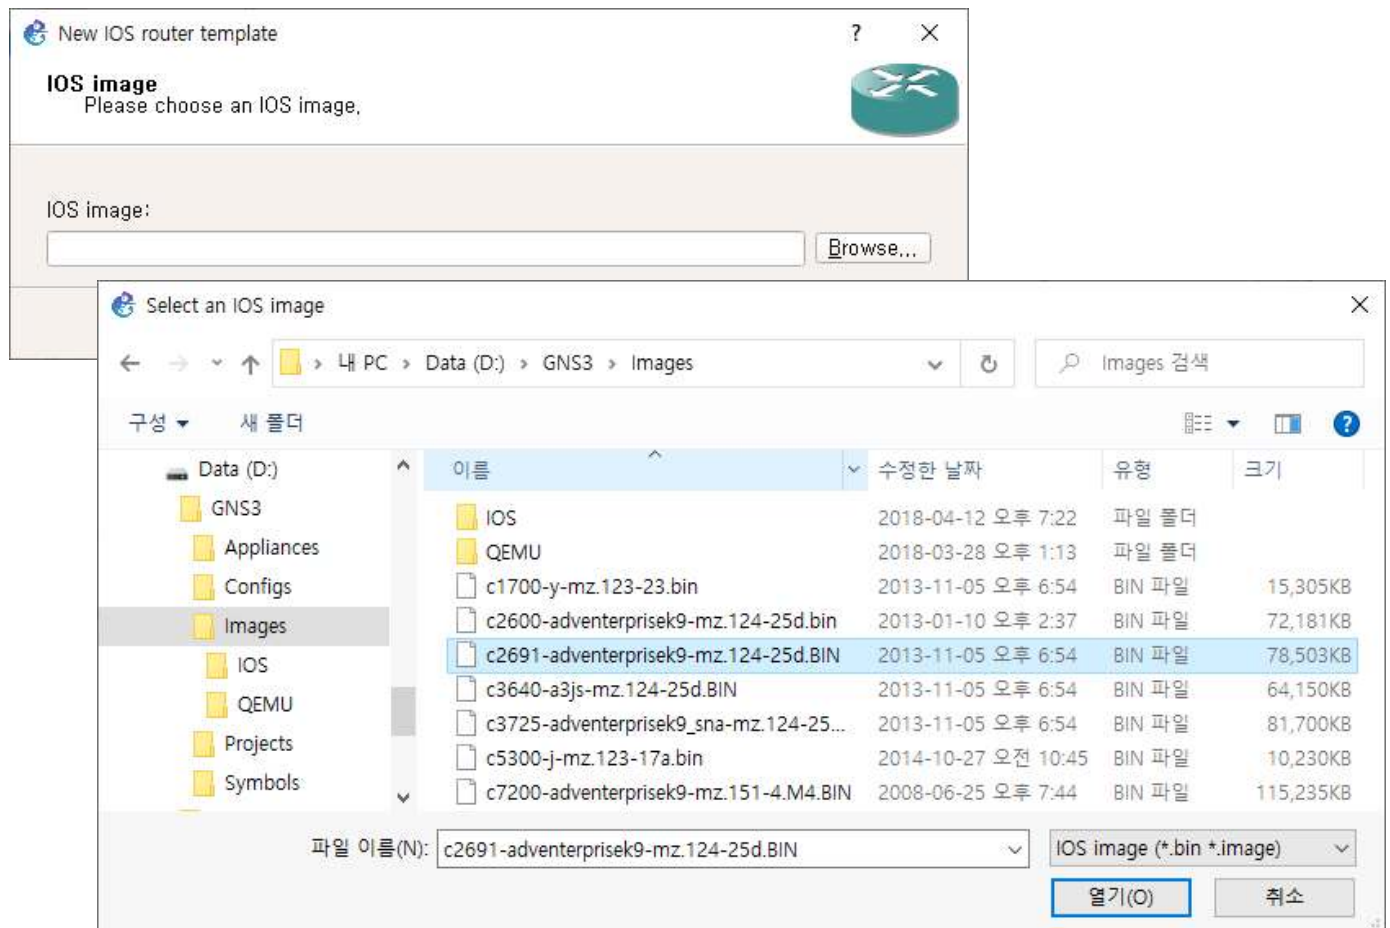 New IOS router template
IOS image
Please choose an IOS image,
IOS image:
Browse...
Select an IOS image
내 PC > Data (D:) > GNS3 > Images
Images 검색
구성
새 폴더
Data (D:)
GNS3
Appliances
Configs
Images
IOS
QEMU
Projects
Symbols
이름 수정한 날짜 유형 크기
IOS 2018-04-12 오후 7:22 파일 폴더
QEMU 2018-03-28 오후 1:13 파일 폴더
c1700-y-mz.123-23.bin 2013-11-05 오후 6:54 BIN 파일 15,305KB
c2600-adventerprisek9-mz.124-25d.bin 2013-01-10 오후 2:37 BIN 파일 72,181KB
c2691-adventerprisek9-mz.124-25d.BIN 2013-11-05 오후 6:54 BIN 파일 78,503KB
c3640-a3js-mz.124-25d.BIN 2013-11-05 오후 6:54 BIN 파일 64,150KB
c3725-adventerprisek9_sna-mz.124-25... 2013-11-05 오후 6:54 BIN 파일 81,700KB
c5300-j-mz.123-17a.bin 2014-10-27 오전 10:45 BIN 파일 10,230KB
c7200-adventerprisek9-mz.151-4.M4.BIN 2008-06-25 오후 7:44 BIN 파일 115,235KB
파일 이름(N): c2691-adventerprisek9-mz.124-25d.BIN
IOS image (*.bin *.image)
열기(O)
취소